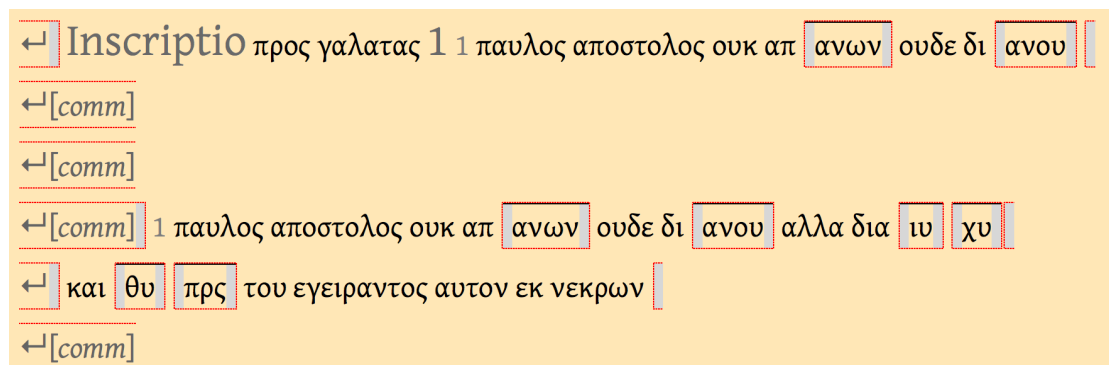 ↵ Inscriptio προς γαλατας 1 1 παυλος αποστολος ουκ απ ανων ουδε δι ανου
↵[comm]
↵[comm]
↵[comm] 1 παυλος αποστολος ουκ απ ανων ουδε δι ανου αλλα δια ιυ χυ
↵ και θυ πρς του εγειραντος αυτον εκ νεκρων
↵[comm]